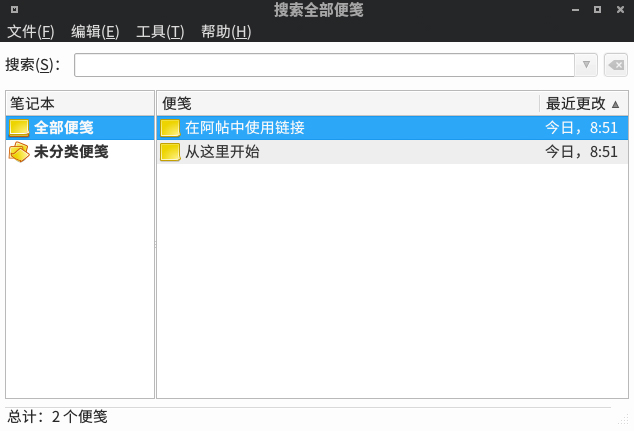 搜索全部便笺
文件(F) 编辑(E) 工具(T) 帮助(H)
搜索(S):
笔记本 便笺 最近更改
全部便笺 在阿帖中使用链接 今日，8:51
未分类便笺 从这里开始 今日，8:51
总计：2 个便笺